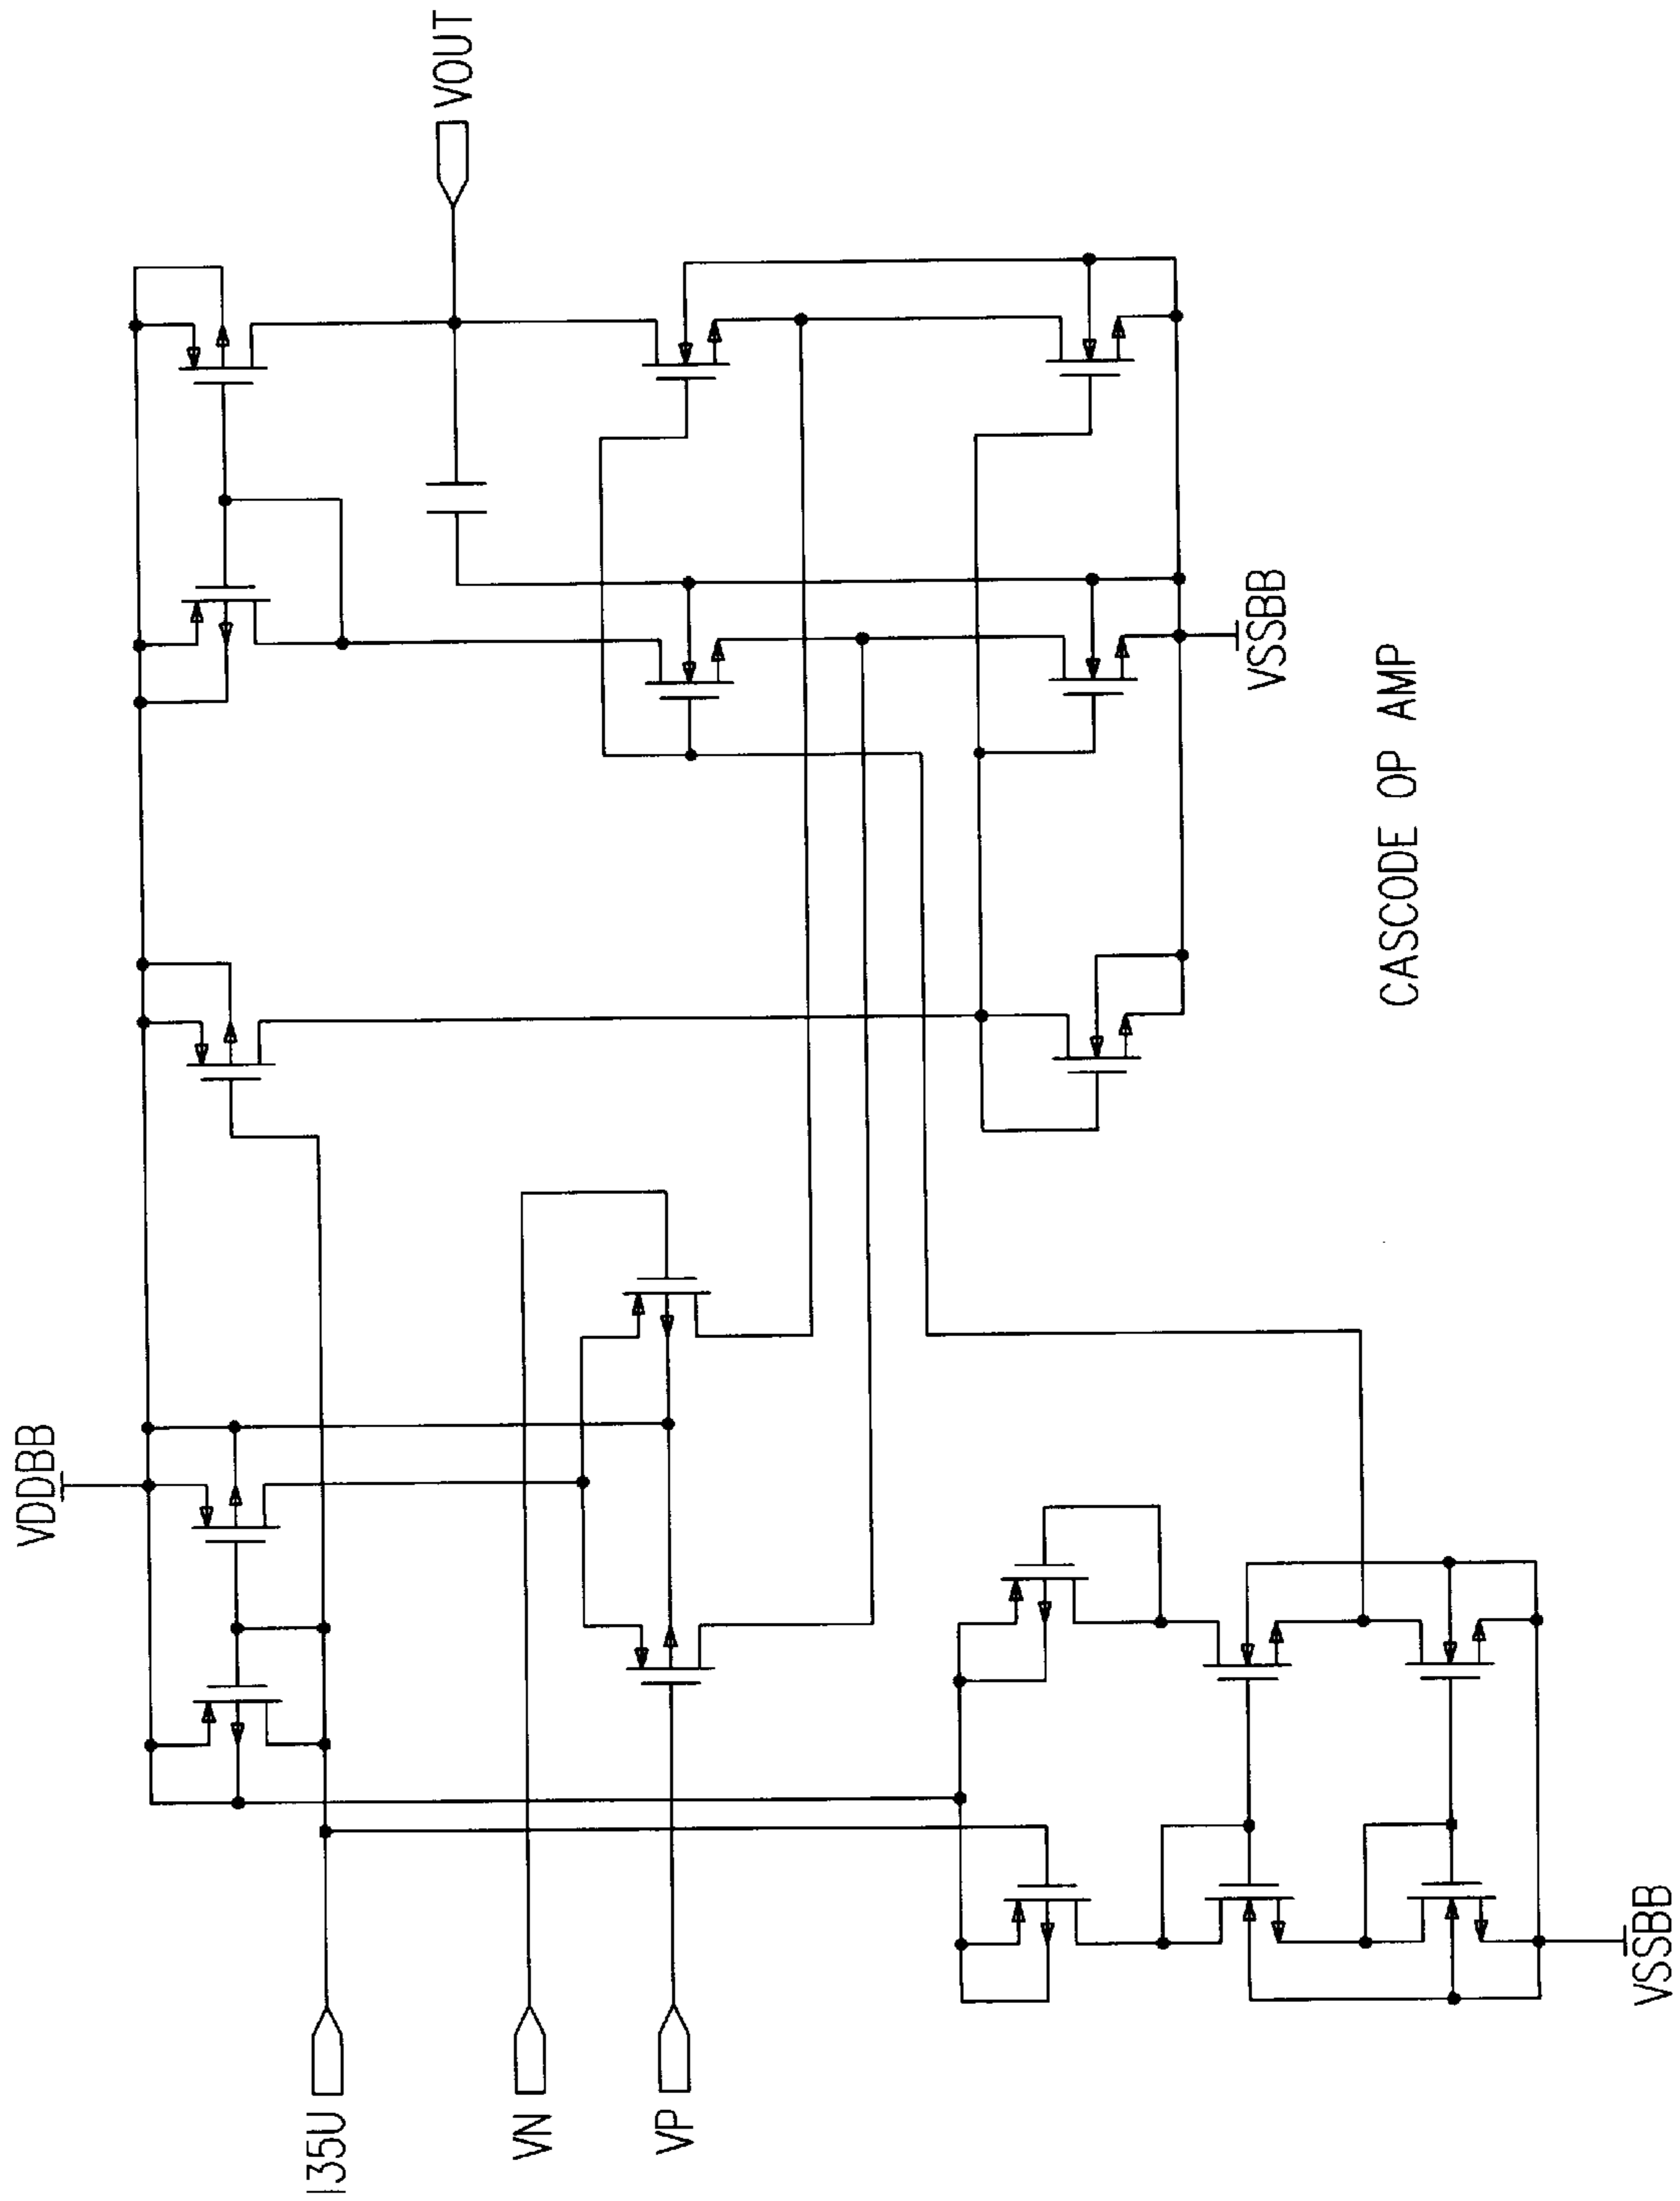 VDDBB
I35U
VN
VP
VOUT
VSSBB
VSSBB
CASCODE OP AMP